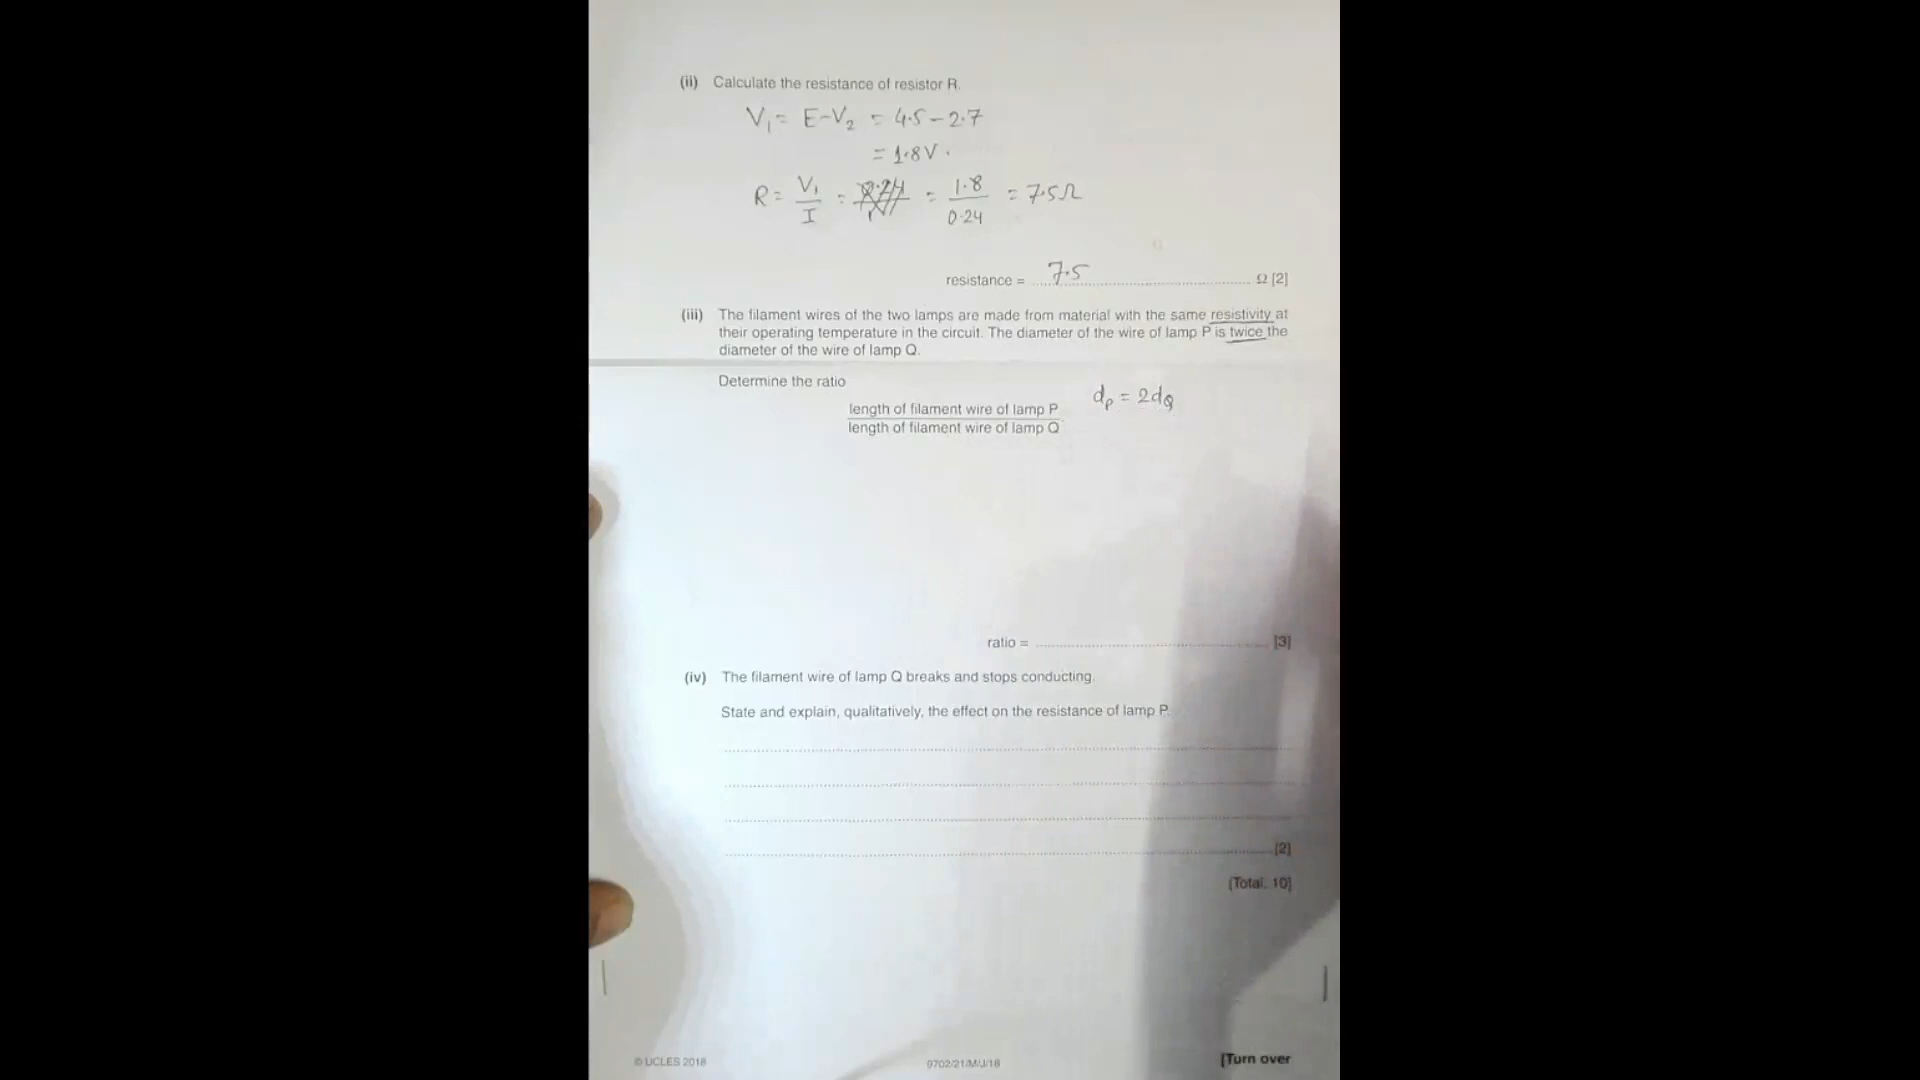 (ii) Calculate the resistance of resistor R.
V₁ = E-V₂ = 4.5 - 2.7
= 1.8V.
R = V₁/I = = 1.8/0.24 = 7.5Ω
resistance = 7.5 Ω [2]
(iii) The filament wires of the two lamps are made from material with the same resistivity at
their operating temperature in the circuit. The diameter of the wire of lamp P is twice the
diameter of the wire of lamp Q.
Determine the ratio
dP = 2dQ
length of filament wire of lamp P
length of filament wire of lamp Q
ratio = [3]
(iv) The filament wire of lamp Q breaks and stops conducting.
State and explain, qualitatively, the effect on the resistance of lamp P.
[2]
[Total: 10]
© UCLES 2018
9702/21/M/J/18
[Turn over